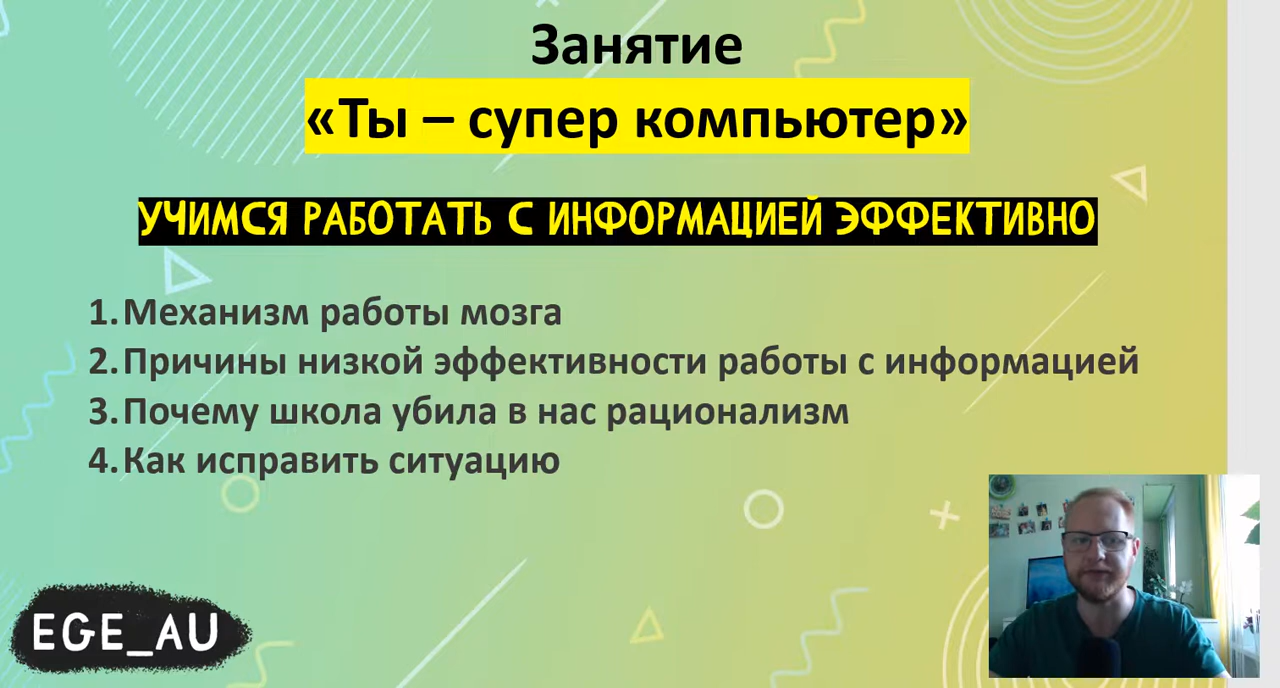 Занятие
«Ты – супер компьютер»
УЧИМСЯ РАБОТАТЬ С ИНФОРМАЦИЕЙ ЭФФЕКТИВНО
1. Механизм работы мозга
2. Причины низкой эффективности работы с информацией
3. Почему школа убила в нас рационализм
4. Как исправить ситуацию
EGE_AU